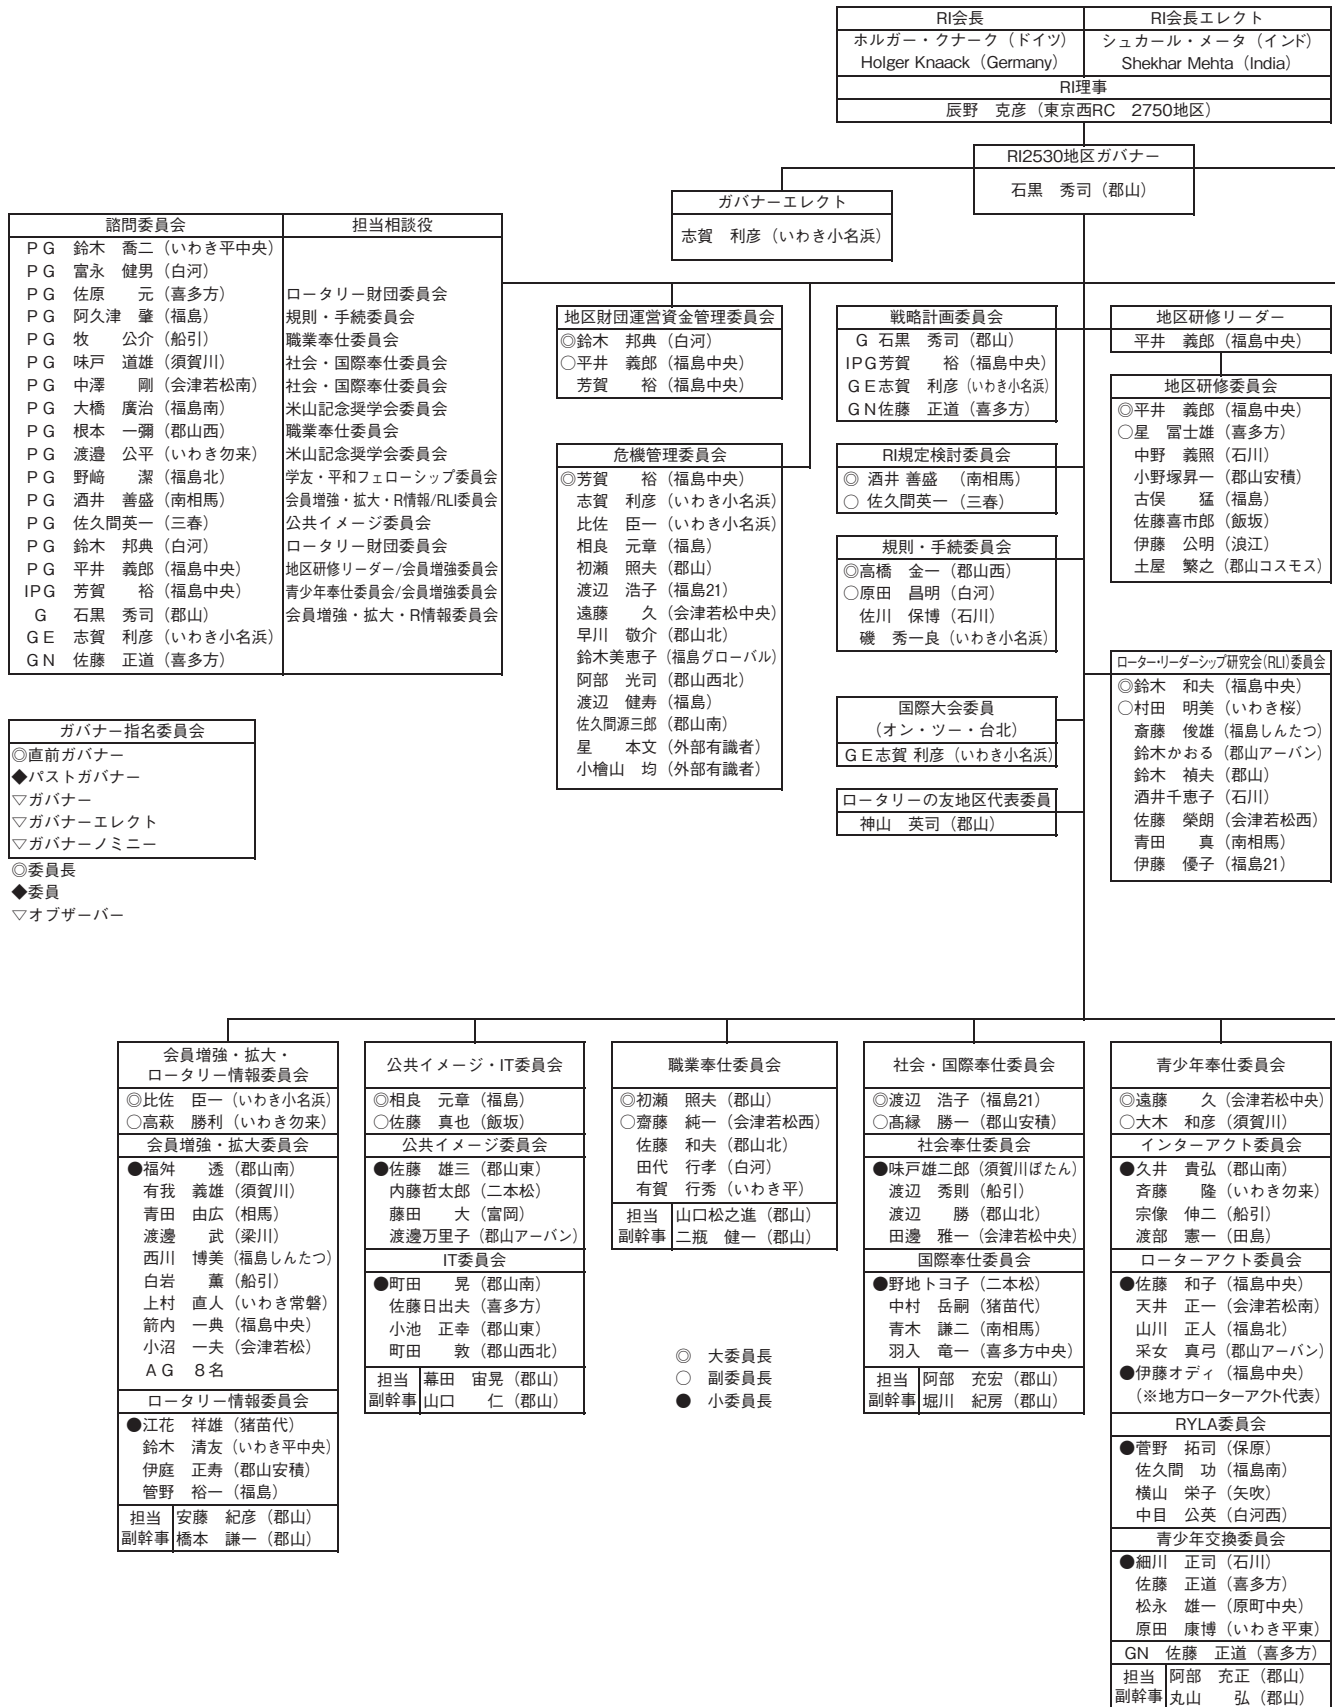 RI会長
RI会長エレクト
ホルガー・クナーク（ドイツ）
Holger Knaack（Germany）
シュカール・メータ（インド）
Shekhar Mehta（India）
RI理事
辰野　克彦（東京西RC　2750地区）
RI2530地区ガバナー
石黒　秀司（郡山）
ガバナーエレクト
志賀　利彦（いわき小名浜）
諮問委員会　担当相談役
ＰＧ　鈴木　喬二（いわき平中央）
ＰＧ　富永　健男（白河）
ＰＧ　佐原　　元（喜多方）　ロータリー財団委員会
ＰＧ　阿久津　肇（福島）　規則・手続委員会
ＰＧ　牧　　公介（船引）　職業奉仕委員会
ＰＧ　味戸　道雄（須賀川）　社会・国際奉仕委員会
ＰＧ　中澤　　剛（会津若松南）　社会・国際奉仕委員会
ＰＧ　大橋　廣治（福島南）　米山記念奨学会委員会
ＰＧ　根本　一彌（郡山西）　職業奉仕委員会
ＰＧ　渡邉　公平（いわき勿来）　米山記念奨学会委員会
ＰＧ　野﨑　　潔（福島北）　学友・平和フェローシップ委員会
ＰＧ　酒井　善盛（南相馬）　会員増強・拡大・R情報/RLI委員会
ＰＧ　佐久間英一（三春）　公共イメージ委員会
ＰＧ　鈴木　邦典（白河）　ロータリー財団委員会
ＰＧ　平井　義郎（福島中央）　地区研修リーダー/会員増強委員会
IPG　芳賀　　裕（福島中央）　青少年奉仕委員会/会員増強委員会
Ｇ　石黒　秀司（郡山）　会員増強・拡大・R情報委員会
ＧＥ　志賀　利彦（いわき小名浜）
ＧＮ　佐藤　正道（喜多方）
ガバナー指名委員会
◎直前ガバナー
◆パストガバナー
▽ガバナー
▽ガバナーエレクト
▽ガバナーノミニー
◎委員長
◆委員
▽オブザーバー
地区財団運営資金管理委員会
◎鈴木　邦典（白河）
○平井　義郎（福島中央）
芳賀　　裕（福島中央）
危機管理委員会
◎芳賀　　裕（福島中央）
志賀　利彦（いわき小名浜）
比佐　臣一（いわき小名浜）
相良　元章（福島）
初瀬　照夫（郡山）
渡辺　浩子（福島21）
遠藤　　久（会津若松中央）
早川　敬介（郡山北）
鈴木美恵子（福島グローバル）
阿部　光司（郡山西北）
渡辺　健寿（福島）
佐久間源三郎（郡山南）
星　　本文（外部有識者）
小檜山　均（外部有識者）
戦略計画委員会
Ｇ 石黒　秀司（郡山）
IPG芳賀　　裕（福島中央）
ＧＥ志賀　利彦（いわき小名浜）
ＧＮ佐藤　正道（喜多方）
RI規定検討委員会
◎ 酒井 善盛　（南相馬）
○ 佐久間英一（三春）
規則・手続委員会
◎高橋　金一（郡山西）
○原田　昌明（白河）
佐川　保博（石川）
磯　秀一良（いわき小名浜）
国際大会委員
（オン・ツー・台北）
ＧＥ志賀 利彦（いわき小名浜）
ロータリーの友地区代表委員
神山　英司（郡山）
地区研修リーダー
平井　義郎（福島中央）
地区研修委員会
◎平井　義郎（福島中央）
○星　冨士雄（喜多方）
中野　義照（石川）
小野塚昇一（郡山安積）
古俣　　猛（福島）
佐藤喜市郎（飯坂）
伊藤　公明（浪江）
土屋　繁之（郡山コスモス）
ローター・リーダーシップ研究会(RLI)委員会
◎鈴木　和夫（福島中央）
○村田　明美（いわき桜）
斎藤　俊雄（福島しんたつ）
鈴木かおる（郡山アーバン）
鈴木　禎夫（郡山）
酒井千恵子（石川）
佐藤　榮朗（会津若松西）
青田　　真（南相馬）
伊藤　優子（福島21）
会員増強・拡大・
ロータリー情報委員会
◎比佐　臣一（いわき小名浜）
○高萩　勝利（いわき勿来）
会員増強・拡大委員会
●福舛　　透（郡山南）
有我　義雄（須賀川）
青田　由広（相馬）
渡邊　　武（梁川）
西川　博美（福島しんたつ）
白岩　　薫（船引）
上村　直人（いわき常磐）
箭内　一典（福島中央）
小沼　一夫（会津若松）
ＡＧ　８名
ロータリー情報委員会
●江花　祥雄（猪苗代）
鈴木　清友（いわき平中央）
伊庭　正寿（郡山安積）
管野　裕一（福島）
担当　安藤　紀彦（郡山）
副幹事　橋本　謙一（郡山）
公共イメージ・IT委員会
◎相良　元章（福島）
○佐藤　真也（飯坂）
公共イメージ委員会
●佐藤　雄三（郡山東）
内藤哲太郎（二本松）
藤田　　大（富岡）
渡邊万里子（郡山アーバン）
IT委員会
●町田　　晃（郡山南）
佐藤日出夫（喜多方）
小池　正幸（郡山東）
町田　　敦（郡山西北）
担当　幕田　宙晃（郡山）
副幹事　山口　　仁（郡山）
職業奉仕委員会
◎初瀬　照夫（郡山）
○齋藤　純一（会津若松西）
佐藤　和夫（郡山北）
田代　行孝（白河）
有賀　行秀（いわき平）
担当　山口松之進（郡山）
副幹事　二瓶　健一（郡山）
◎　大委員長
○　副委員長
●　小委員長
社会・国際奉仕委員会
◎渡辺　浩子（福島21）
○髙縁　勝一（郡山安積）
社会奉仕委員会
●味戸雄二郎（須賀川ぼたん）
渡辺　秀則（船引）
渡辺　　勝（郡山北）
田邊　雅一（会津若松中央）
国際奉仕委員会
●野地トヨ子（二本松）
中村　岳嗣（猪苗代）
青木　謙二（南相馬）
羽入　竜一（喜多方中央）
担当　阿部　充宏（郡山）
副幹事　堀川　紀房（郡山）
青少年奉仕委員会
◎遠藤　　久（会津若松中央）
○大木　和彦（須賀川）
インターアクト委員会
●久井　貴弘（郡山南）
斉藤　　隆（いわき勿来）
宗像　伸二（船引）
渡部　憲一（田島）
ローターアクト委員会
●佐藤　和子（福島中央）
天井　正一（会津若松南）
山川　正人（福島北）
采女　真弓（郡山アーバン）
●伊藤オディ（福島中央）
（※地方ローターアクト代表）
RYLA委員会
●菅野　拓司（保原）
佐久間　功（福島南）
横山　栄子（矢吹）
中目　公英（白河西）
青少年交換委員会
●細川　正司（石川）
佐藤　正道（喜多方）
松永　雄一（原町中央）
原田　康博（いわき平東）
GN　佐藤　正道（喜多方）
担当　阿部　充正（郡山）
副幹事　丸山　　弘（郡山）